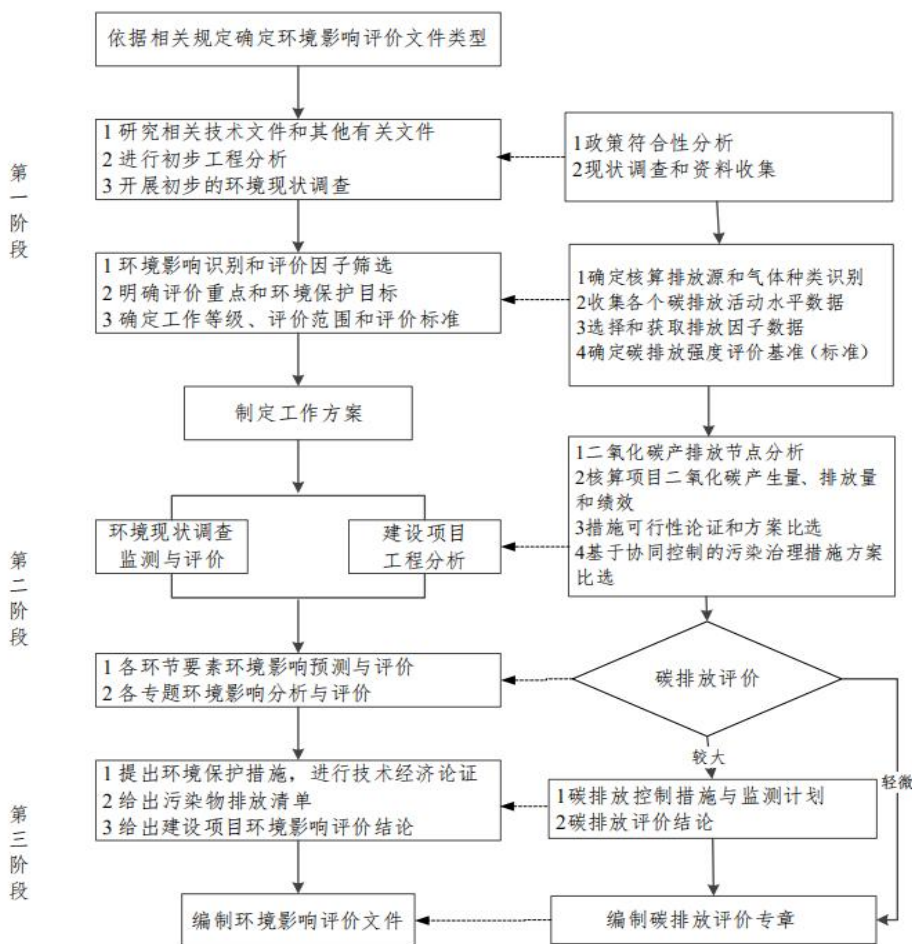 依据相关规定确定环境影响评价文件类型
第一阶段
1 研究相关技术文件和其他有关文件
2 进行初步工程分析
3 开展初步的环境现状调查
1政策符合性分析
2现状调查和资料收集
1 环境影响识别和评价因子筛选
2 明确评价重点和环境保护目标
3 确定工作等级、评价范围和评价标准
1确定核算排放源和气体种类识别
2收集各个碳排放活动水平数据
3选择和获取排放因子数据
4确定碳排放强度评价基准（标准）
制定工作方案
第二阶段
环境现状调查
监测与评价
建设项目
工程分析
1二氧化碳产排放节点分析
2核算项目二氧化碳产生量、排放量
和绩效
3措施可行性论证和方案比选
4基于协同控制的污染治理措施方案
比选
1 各环节要素环境影响预测与评价
2 各专题环境影响分析与评价
碳排放评价
较大
轻微
第三阶段
1 提出环境保护措施，进行技术经济论证
2 给出污染物排放清单
3 给出建设项目环境影响评价结论
1碳排放控制措施与监测计划
2碳排放评价结论
编制环境影响评价文件
编制碳排放评价专章